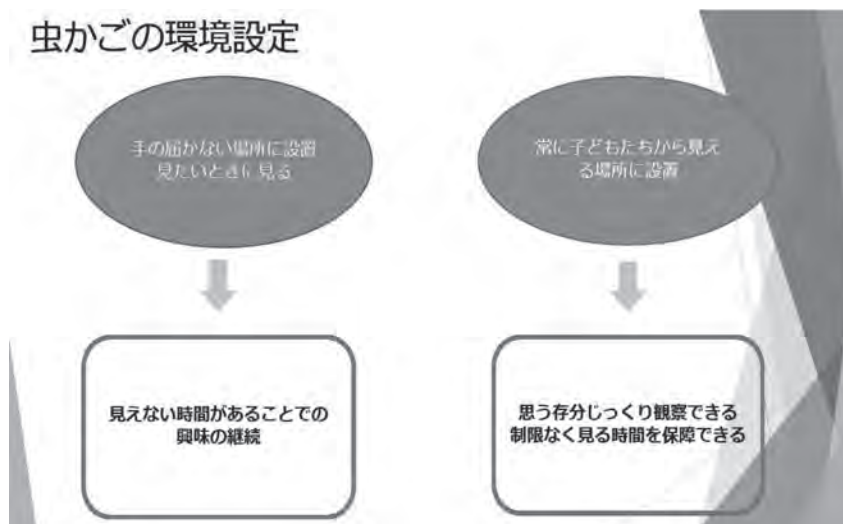 虫かごの環境設定
手の届かない場所に設置
見たいときに見る
常に子どもたちから見え
る場所に設置
見えない時間があることでの
興味の継続
思う存分じっくり観察できる
制限なく見る時間を保障できる